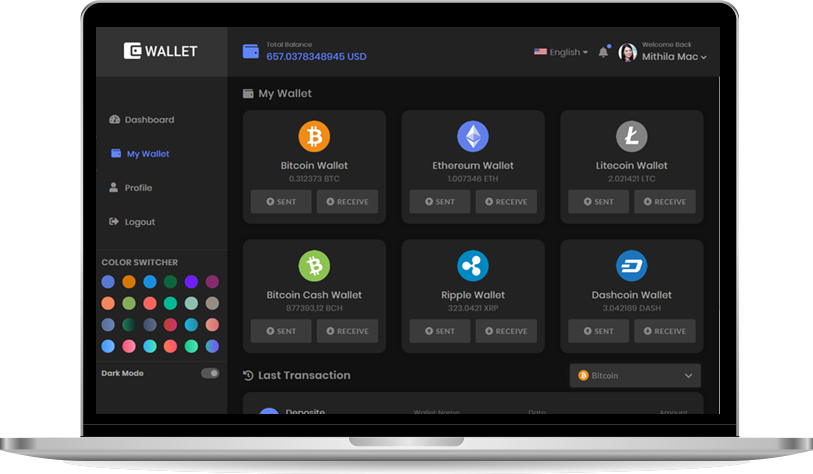 WALLET
Total Balance
657.0378348945 USD
English
Welcome Back
Mithila Mac
Dashboard
My Wallet
Profile
Logout
COLOR SWITCHER
Dark Mode
My Wallet
Bitcoin Wallet
0.312373 BTC
SENT RECEIVE
Ethereum Wallet
1.007346 ETH
SENT RECEIVE
Litecoin Wallet
2.021421 LTC
SENT RECEIVE
Bitcoin Cash Wallet
877393,12 BCH
SENT RECEIVE
Ripple Wallet
323.0421 XRP
SENT RECEIVE
Dashcoin Wallet
3.042189 DASH
SENT RECEIVE
Last Transaction
Bitcoin
Deposite
Wallet Name Date Amount